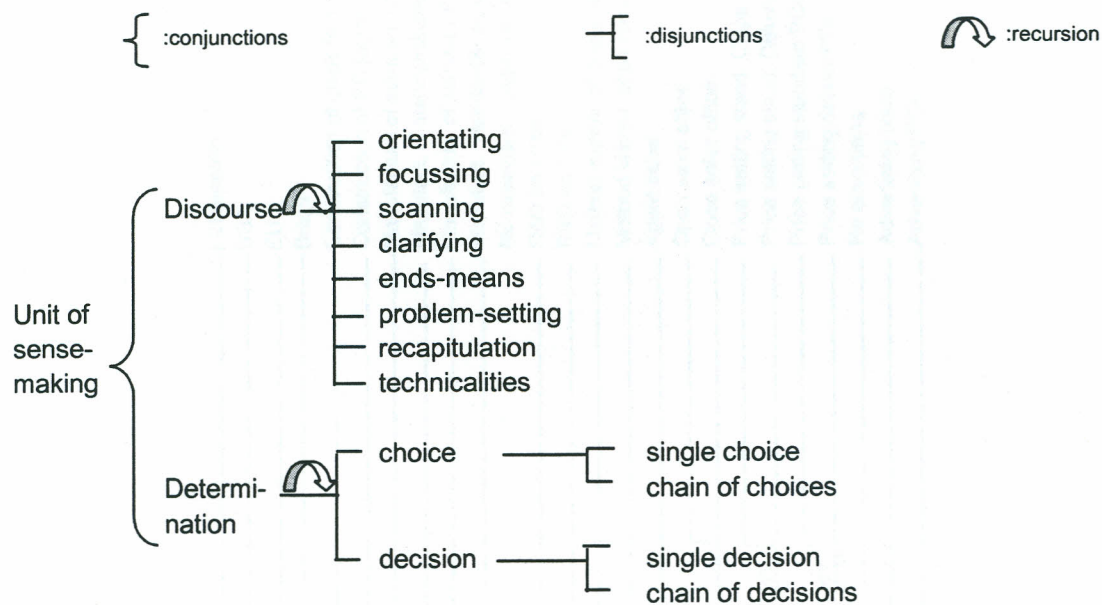 :conjunctions
:disjunctions
:recursion
orientating
focussing
Discourse
scanning
clarifying
ends-means
problem-setting
recapitulation
technicalities
Unit of
sense-
making
choice
single choice
chain of choices
Determi-
nation
decision
single decision
chain of decisions